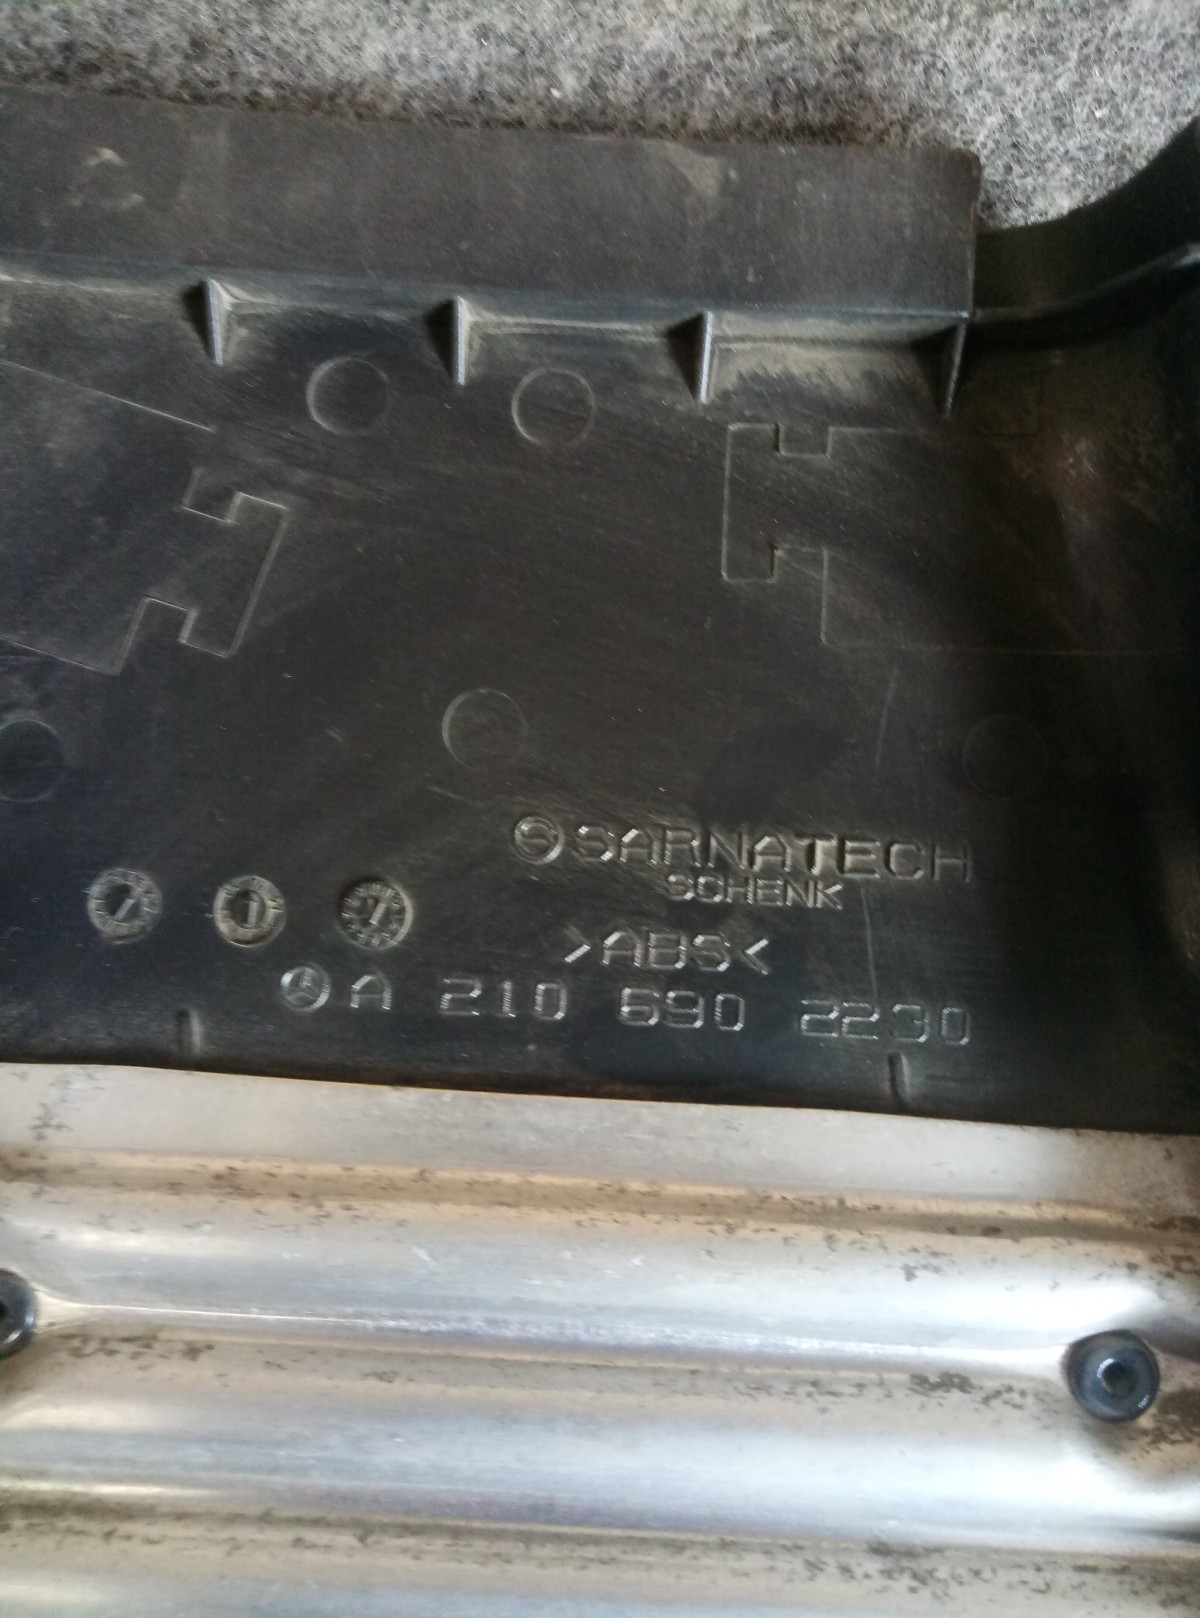 SARNATECH
SCHENK
>ABS<
A 210 690 2230